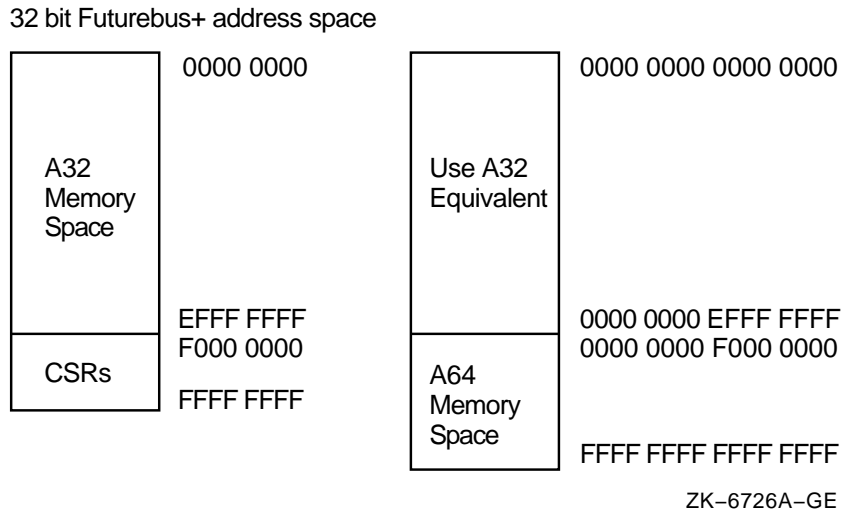 32 bit Futurebus+ address space
0000 0000
A32
Memory
Space
EFFF FFFF
F000 0000
CSRs
FFFF FFFF
0000 0000 0000 0000
Use A32
Equivalent
0000 0000 EFFF FFFF
0000 0000 F000 0000
A64
Memory
Space
FFFF FFFF FFFF FFFF
ZK−6726A−GE